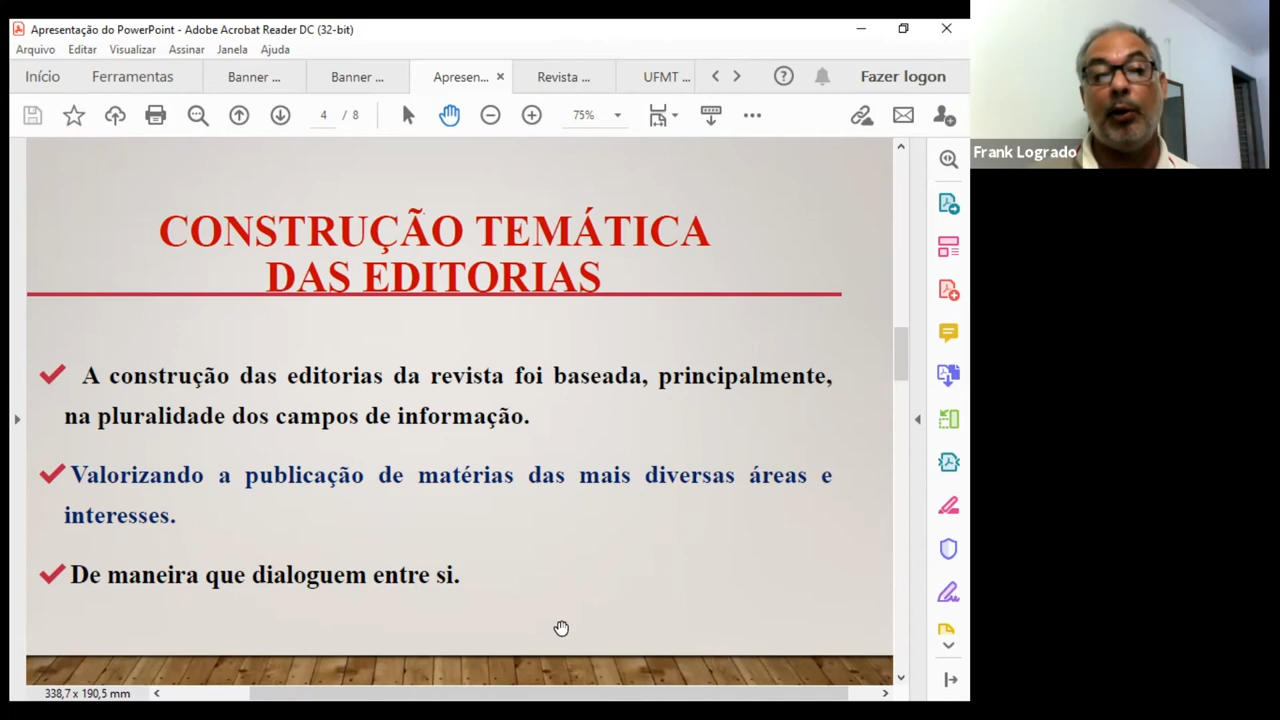 Apresentação do PowerPoint - Adobe Acrobat Reader DC (32-bit)
Arquivo Editar Visualizar Assinar Janela Ajuda
Início Ferramentas Banner ... Banner ... Apresen... × Revista ... UFMT ... Fazer logon
4 / 8 75%
Frank Logrado
CONSTRUÇÃO TEMÁTICA
DAS EDITORIAS
A construção das editorias da revista foi baseada, principalmente,
na pluralidade dos campos de informação.
Valorizando a publicação de matérias das mais diversas áreas e
interesses.
De maneira que dialoguem entre si.
338,7 x 190,5 mm